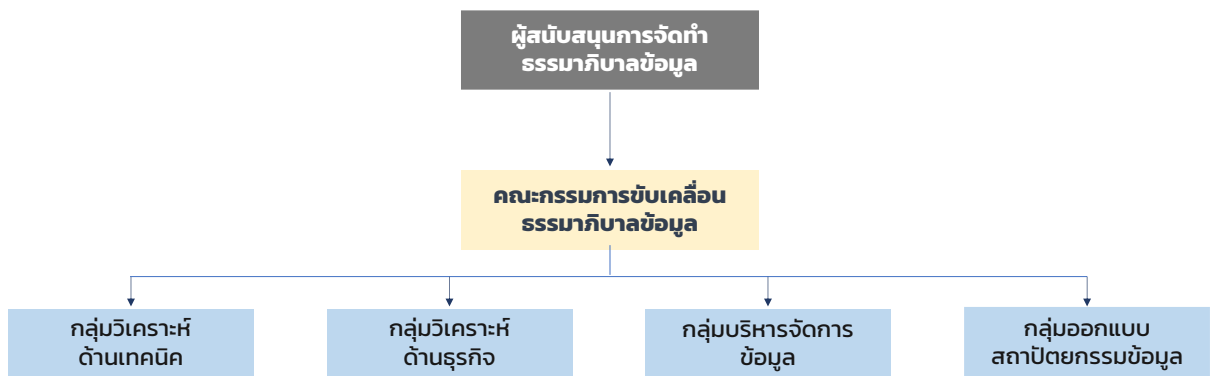 ผู้สนับสนุนการจัดทำ
ธรรมาภิบาลข้อมูล
คณะกรรมการขับเคลื่อน
ธรรมาภิบาลข้อมูล
กลุ่มวิเคราะห์
ด้านเทคนิค
กลุ่มวิเคราะห์
ด้านธุรกิจ
กลุ่มบริหารจัดการ
ข้อมูล
กลุ่มออกแบบ
สถาปัตยกรรมข้อมูล